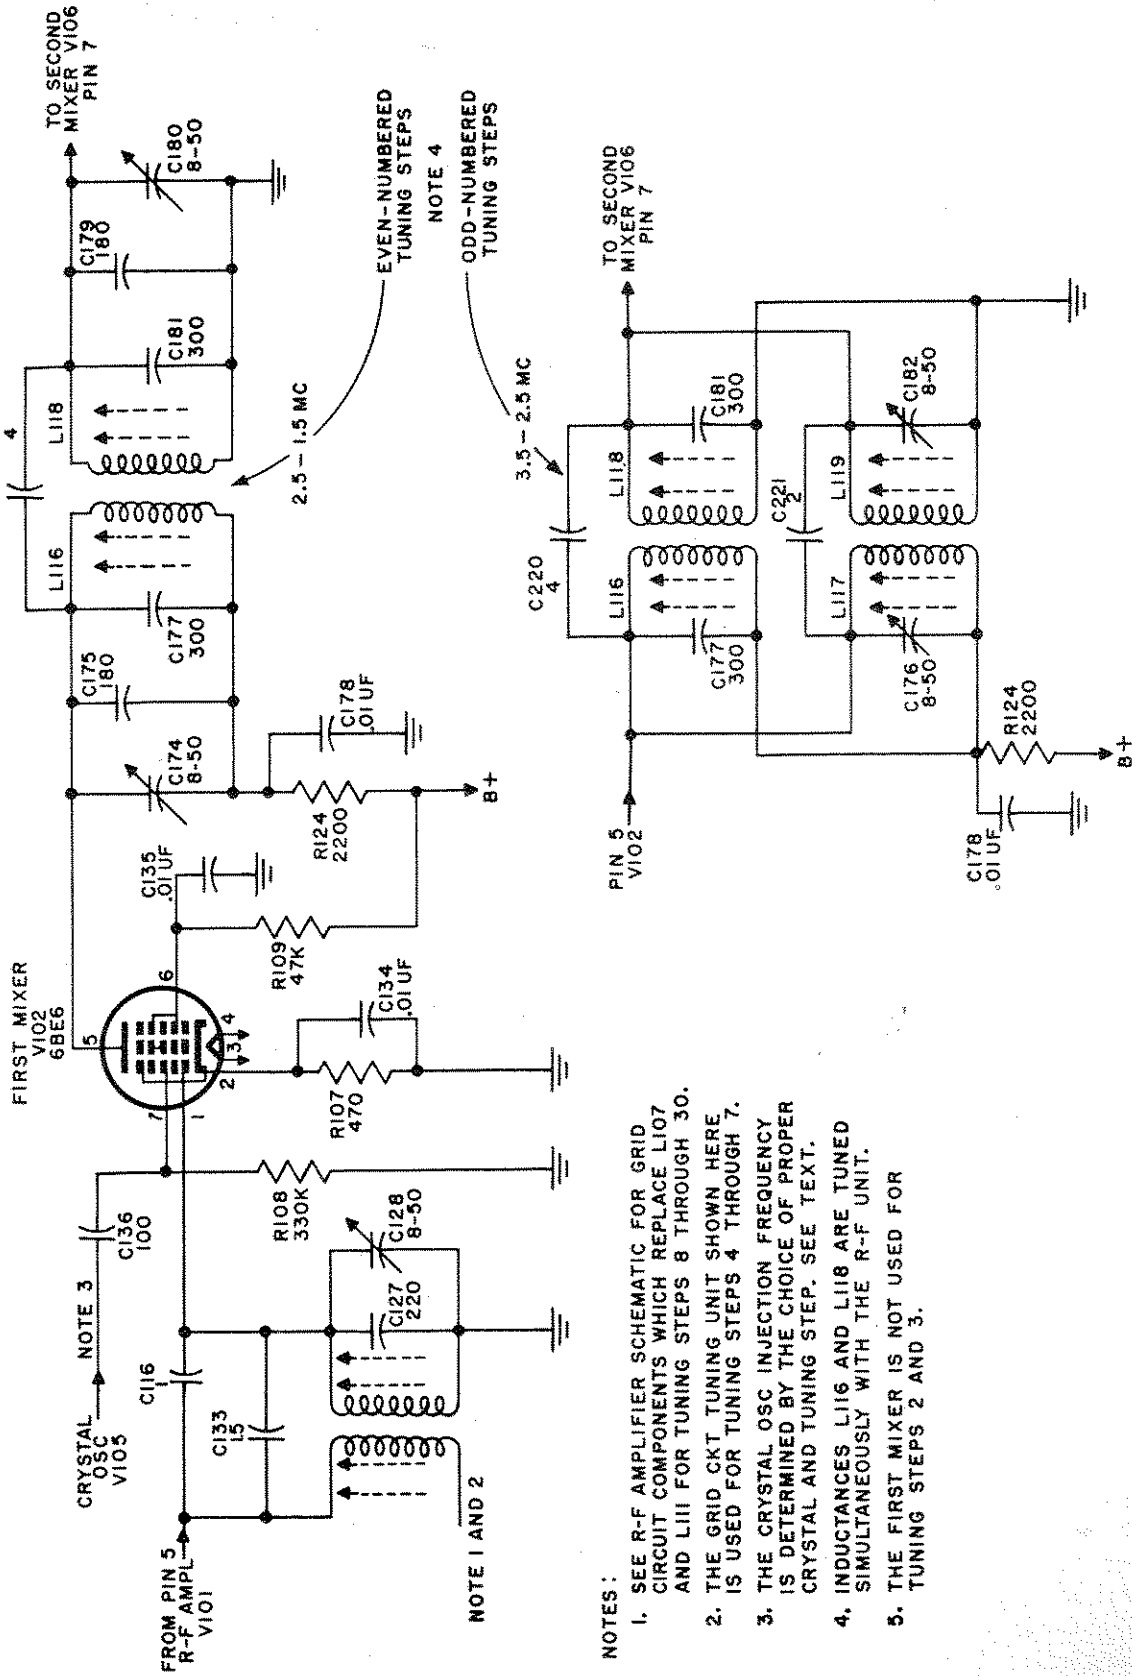 FIRST MIXER
V102
6BE6
CRYSTAL
OSC
V105
NOTE 3
C136
100
FROM PIN 5
R-F AMPL
V101
C116
1
C133
1.5
R108
330K
C127
220
C128
8-50
NOTE 1 AND 2
7
1
2
3
4
5
6
R107
470
C134
.01 UF
R109
47K
C135
.01 UF
C174
8-50
C175
180
C177
300
R124
2200
C178
.01 UF
B+
L116
4
L118
C181
300
C179
180
C180
8-50
TO SECOND
MIXER V106
PIN 7
2.5-1.5 MC
EVEN-NUMBERED
TUNING STEPS
NOTE 4
ODD-NUMBERED
TUNING STEPS
3.5-2.5 MC
PIN 5
V102
C220
4
L116
L118
C177
300
C181
300
C221
2
L117
L119
C176
8-50
C182
8-50
TO SECOND
MIXER V106
PIN 7
C178
.01 UF
R124
2200
B+
NOTES:
1. SEE R-F AMPLIFIER SCHEMATIC FOR GRID
CIRCUIT COMPONENTS WHICH REPLACE L107
AND L111 FOR TUNING STEPS 8 THROUGH 30.
2. THE GRID CKT TUNING UNIT SHOWN HERE
IS USED FOR TUNING STEPS 4 THROUGH 7.
3. THE CRYSTAL OSC INJECTION FREQUENCY
IS DETERMINED BY THE CHOICE OF PROPER
CRYSTAL AND TUNING STEP. SEE TEXT.
4. INDUCTANCES L116 AND L118 ARE TUNED
SIMULTANEOUSLY WITH THE R-F UNIT.
5. THE FIRST MIXER IS NOT USED FOR
TUNING STEPS 2 AND 3.